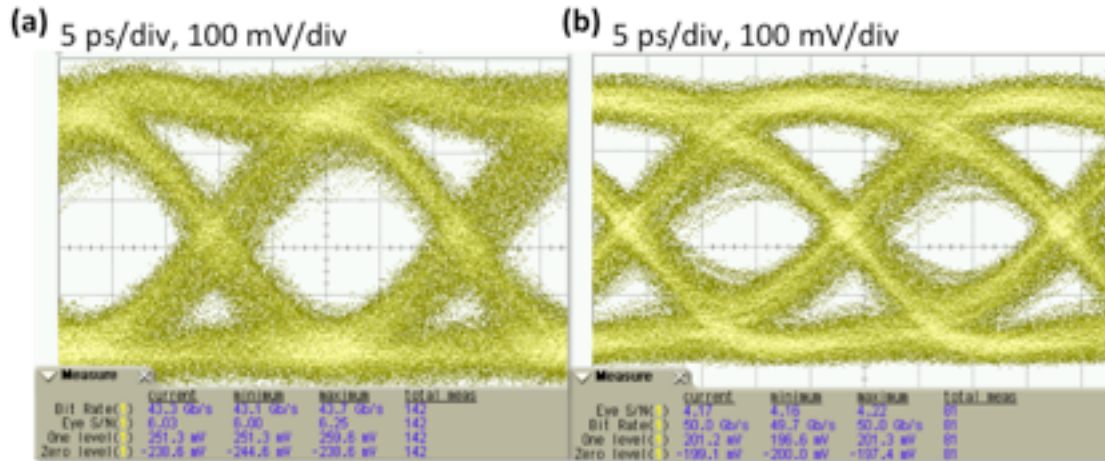 (a) 5 ps/div, 100 mV/div
Measure
current minimum maximum total meas
Bit Rate( ) 43.3 Gb/s 43.1 Gb/s 43.7 Gb/s 142
Eye S/N( ) 6.03 6.00 6.25 142
One level( ) 251.3 mV 251.3 mV 142
Zero level( ) -238.6 mV -244.6 mV -238.6 mV 142
(b) 5 ps/div, 100 mV/div
Measure
current minimum maximum total meas
Eye S/N( ) 4.17 4.16 4.22 81
Bit Rate( ) 50.0 Gb/s 49.7 Gb/s 50.0 Gb/s 81
One level( ) 201.2 mV 196.6 mV 201.3 mV 81
Zero level( ) -199.1 mV -200.0 mV -197.4 mV 81